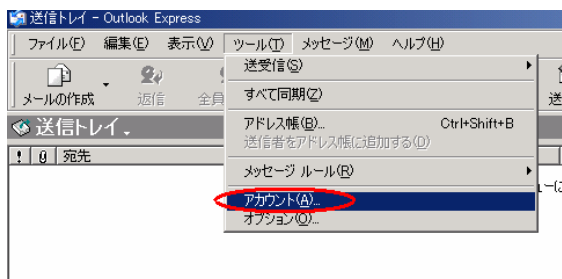 送信トレイ - Outlook Express
ファイル(F) 編集(E) 表示(V) ツール(T) メッセージ(M) ヘルプ(H)
メールの作成 返信 全員 送
送受信(S)
すべて同期(Z)
アドレス帳(B)... Ctrl+Shift+B
送信者をアドレス帳に追加する(D)
メッセージ ルール(R)
アカウント(A)...
オプション(O)...
送信トレイ
! 宛先